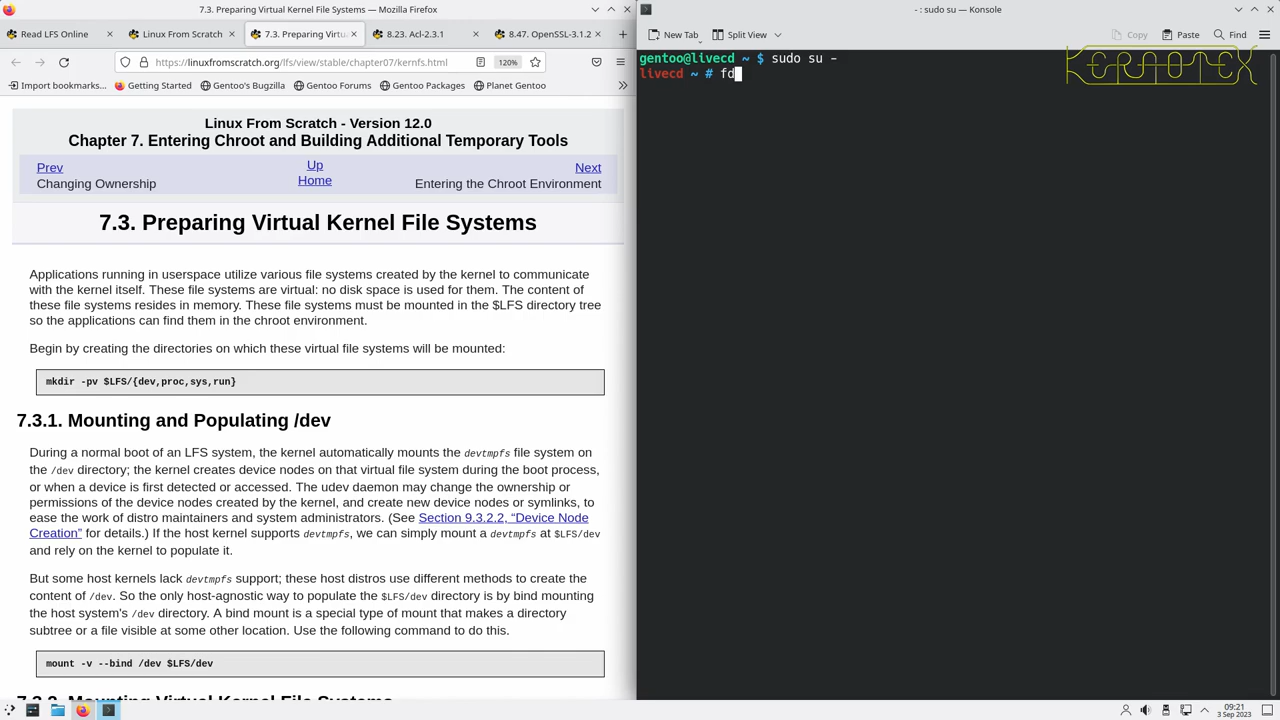 7.3. Preparing Virtual Kernel File Systems — Mozilla Firefox
Read LFS Online
Linux From Scratch
7.3. Preparing Virtu
8.23. Acl-2.3.1
8.47. OpenSSL-3.1.2
https://linuxfromscratch.org/lfs/view/stable/chapter07/kernfs.html
120%
Import bookmarks...
Getting Started
Gentoo's Bugzilla
Gentoo Forums
Gentoo Packages
Planet Gentoo
Linux From Scratch - Version 12.0
Chapter 7. Entering Chroot and Building Additional Temporary Tools
Prev
Up
Next
Changing Ownership
Home
Entering the Chroot Environment
7.3. Preparing Virtual Kernel File Systems
Applications running in userspace utilize various file systems created by the kernel to communicate
with the kernel itself. These file systems are virtual: no disk space is used for them. The content of
these file systems resides in memory. These file systems must be mounted in the $LFS directory tree
so the applications can find them in the chroot environment.
Begin by creating the directories on which these virtual file systems will be mounted:
mkdir -pv $LFS/{dev,proc,sys,run}
7.3.1. Mounting and Populating /dev
During a normal boot of an LFS system, the kernel automatically mounts the devtmpfs file system on
the /dev directory; the kernel creates device nodes on that virtual file system during the boot process,
or when a device is first detected or accessed. The udev daemon may change the ownership or
permissions of the device nodes created by the kernel, and create new device nodes or symlinks, to
ease the work of distro maintainers and system administrators. (See Section 9.3.2.2, “Device Node
Creation” for details.) If the host kernel supports devtmpfs, we can simply mount a devtmpfs at $LFS/dev
and rely on the kernel to populate it.
But some host kernels lack devtmpfs support; these host distros use different methods to create the
content of /dev. So the only host-agnostic way to populate the $LFS/dev directory is by bind mounting
the host system's /dev directory. A bind mount is a special type of mount that makes a directory
subtree or a file visible at some other location. Use the following command to do this.
mount -v --bind /dev $LFS/dev
7.3.2. Mounting Virtual Kernel File Systems
- : sudo su — Konsole
New Tab
Split View
Copy
Paste
Find
gentoo@livecd ~ $ sudo su -
livecd ~ # fd
KERNOTEX
09:21
3 Sep 2023